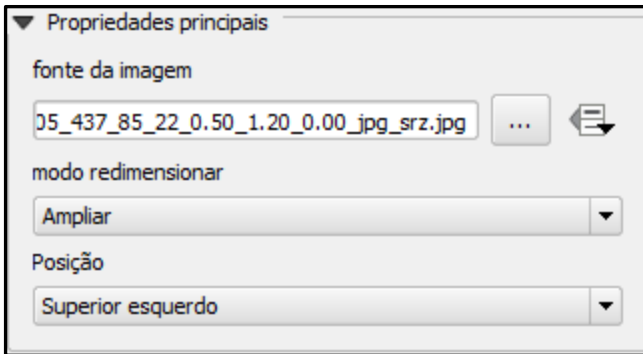 Propriedades principais
fonte da imagem
05_437_85_22_0.50_1.20_0.00_jpg_srz.jpg
...
modo redimensionar
Ampliar
Posição
Superior esquerdo